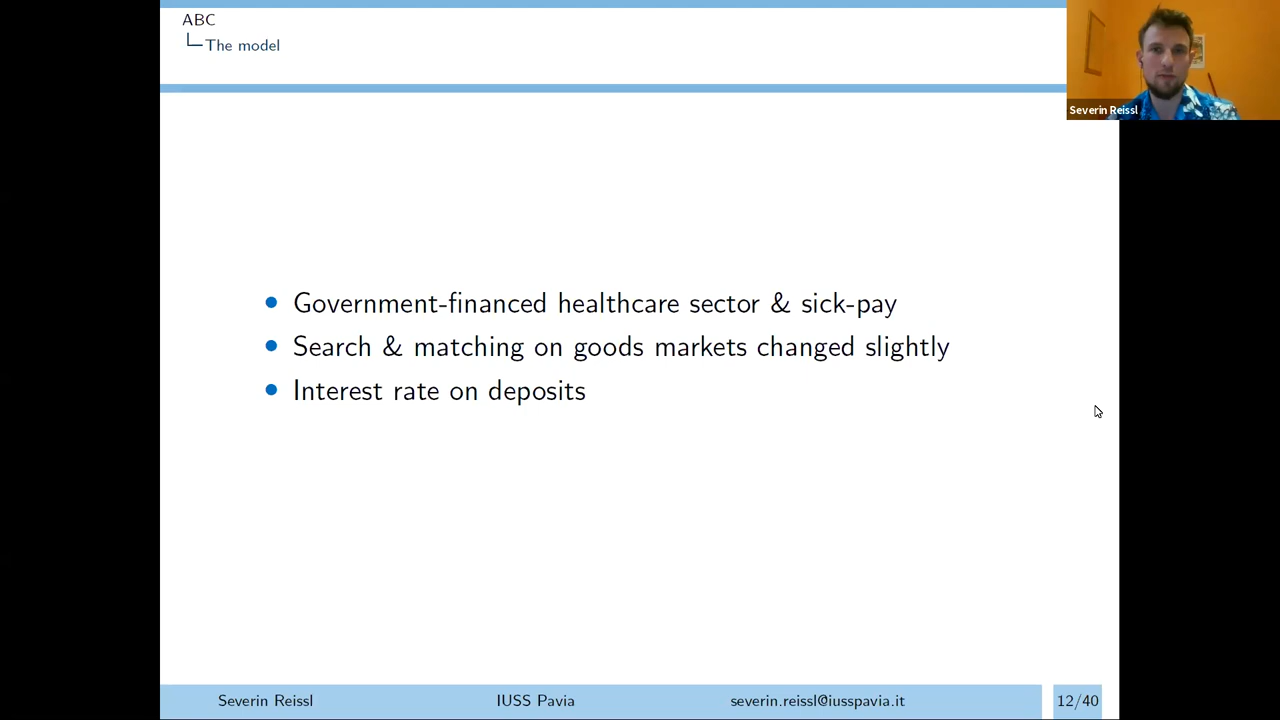 ABC
The model
Severin Reissl
• Government-financed healthcare sector & sick-pay
• Search & matching on goods markets changed slightly
• Interest rate on deposits
Severin Reissl IUSS Pavia severin.reissl@iusspavia.it 12/40